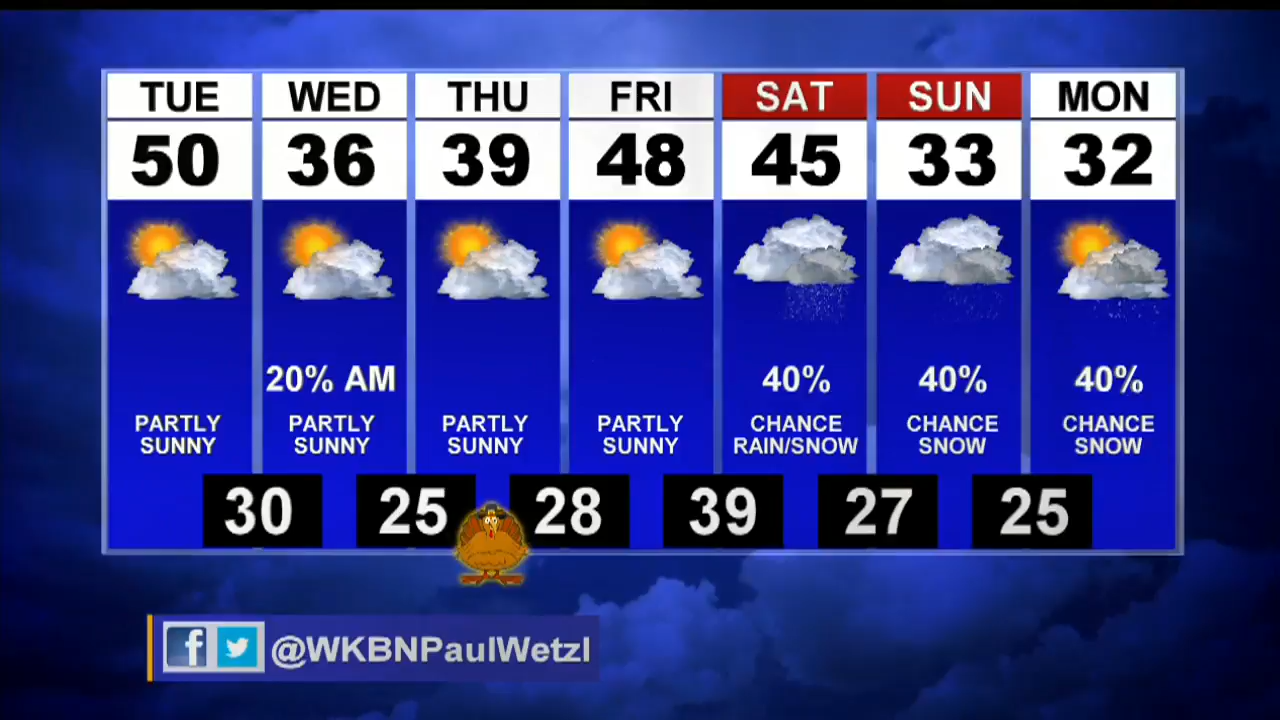 TUE WED THU FRI SAT SUN MON
50 36 39 48 45 33 32
20% AM 40% 40% 40%
PARTLY PARTLY PARTLY PARTLY CHANCE CHANCE CHANCE
SUNNY SUNNY SUNNY SUNNY RAIN/SNOW SNOW SNOW
30 25 28 39 27 25
f @WKBNPaulWetzl